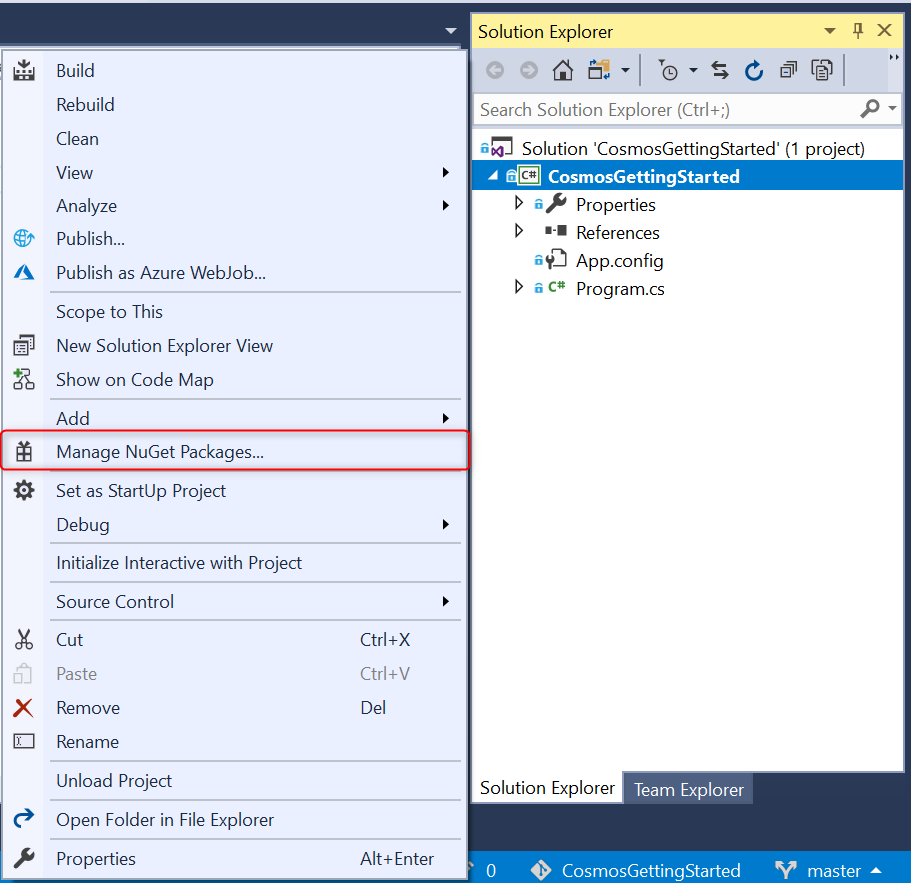 Build
Rebuild
Clean
View
Analyze
Publish...
Publish as Azure WebJob...
Scope to This
New Solution Explorer View
Show on Code Map
Add
Manage NuGet Packages...
Set as StartUp Project
Debug
Initialize Interactive with Project
Source Control
Cut Ctrl+X
Paste Ctrl+V
Remove Del
Rename
Unload Project
Open Folder in File Explorer
Properties Alt+Enter
Solution Explorer
Search Solution Explorer (Ctrl+;)
Solution 'CosmosGettingStarted' (1 project)
C# CosmosGettingStarted
Properties
References
App.config
C# Program.cs
Solution Explorer Team Explorer
0 CosmosGettingStarted master